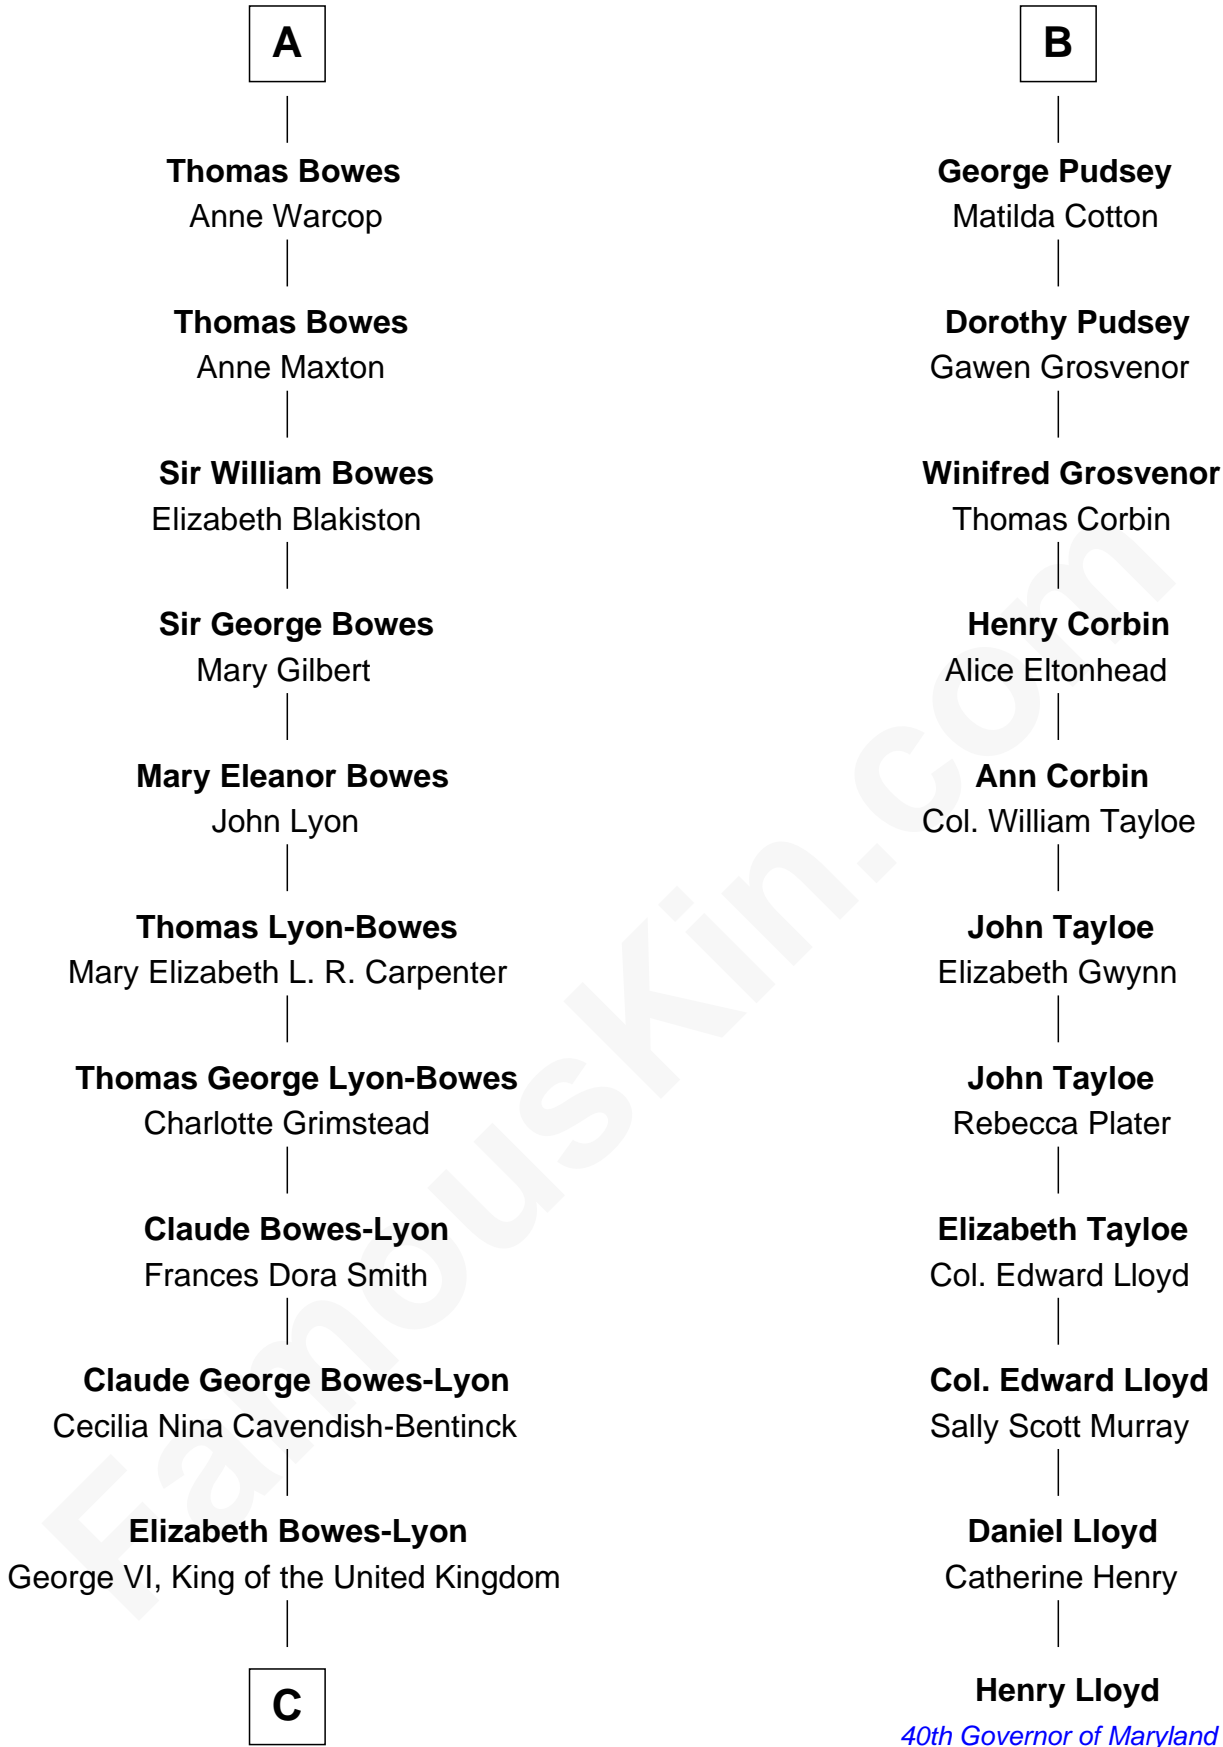 A
Thomas Bowes
Anne Warcop
Thomas Bowes
Anne Maxton
Sir William Bowes
Elizabeth Blakiston
Sir George Bowes
Mary Gilbert
Mary Eleanor Bowes
John Lyon
Thomas Lyon-Bowes
Mary Elizabeth L. R. Carpenter
Thomas George Lyon-Bowes
Charlotte Grimstead
Claude Bowes-Lyon
Frances Dora Smith
Claude George Bowes-Lyon
Cecilia Nina Cavendish-Bentinck
Elizabeth Bowes-Lyon
George VI, King of the United Kingdom
C
B
George Pudsey
Matilda Cotton
Dorothy Pudsey
Gawen Grosvenor
Winifred Grosvenor
Thomas Corbin
Henry Corbin
Alice Eltonhead
Ann Corbin
Col. William Tayloe
John Tayloe
Elizabeth Gwynn
John Tayloe
Rebecca Plater
Elizabeth Tayloe
Col. Edward Lloyd
Col. Edward Lloyd
Sally Scott Murray
Daniel Lloyd
Catherine Henry
Henry Lloyd
40th Governor of Maryland
FamousKin.com